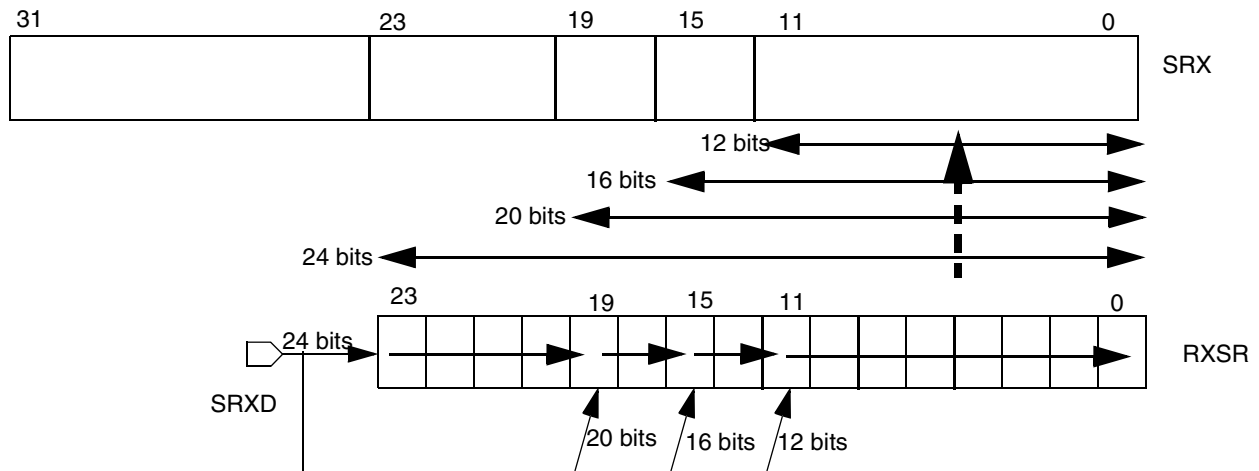 31 23 19 15 11 0
SRX
12 bits
16 bits
20 bits
24 bits
23 19 15 11 0
24 bits
RXSR
SRXD
20 bits 16 bits 12 bits